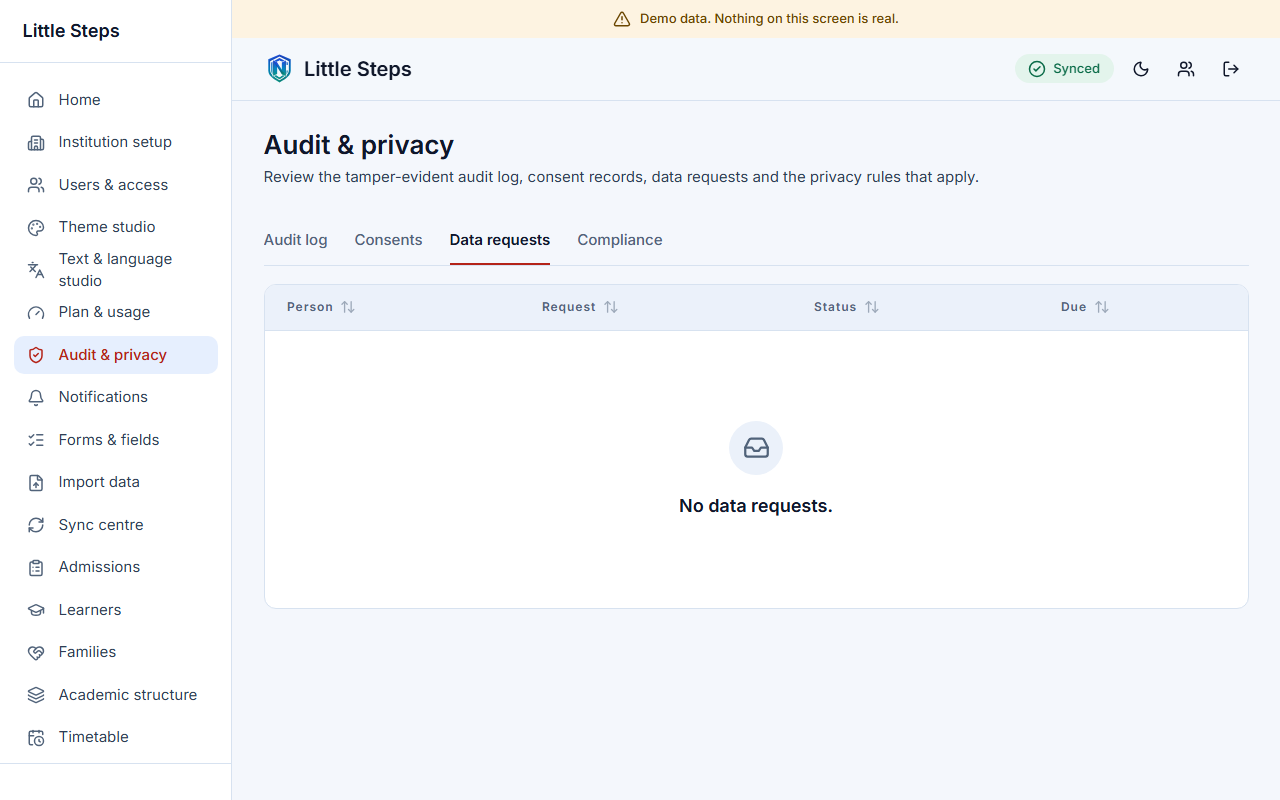 Little Steps
Home
Institution setup
Users & access
Theme studio
Text & language
studio
Plan & usage
Audit & privacy
Notifications
Forms & fields
Import data
Sync centre
Admissions
Learners
Families
Academic structure
Timetable
Demo data. Nothing on this screen is real.
Little Steps
Synced
Audit & privacy
Review the tamper-evident audit log, consent records, data requests and the privacy rules that apply.
Audit log Consents Data requests Compliance
Person Request Status Due
No data requests.